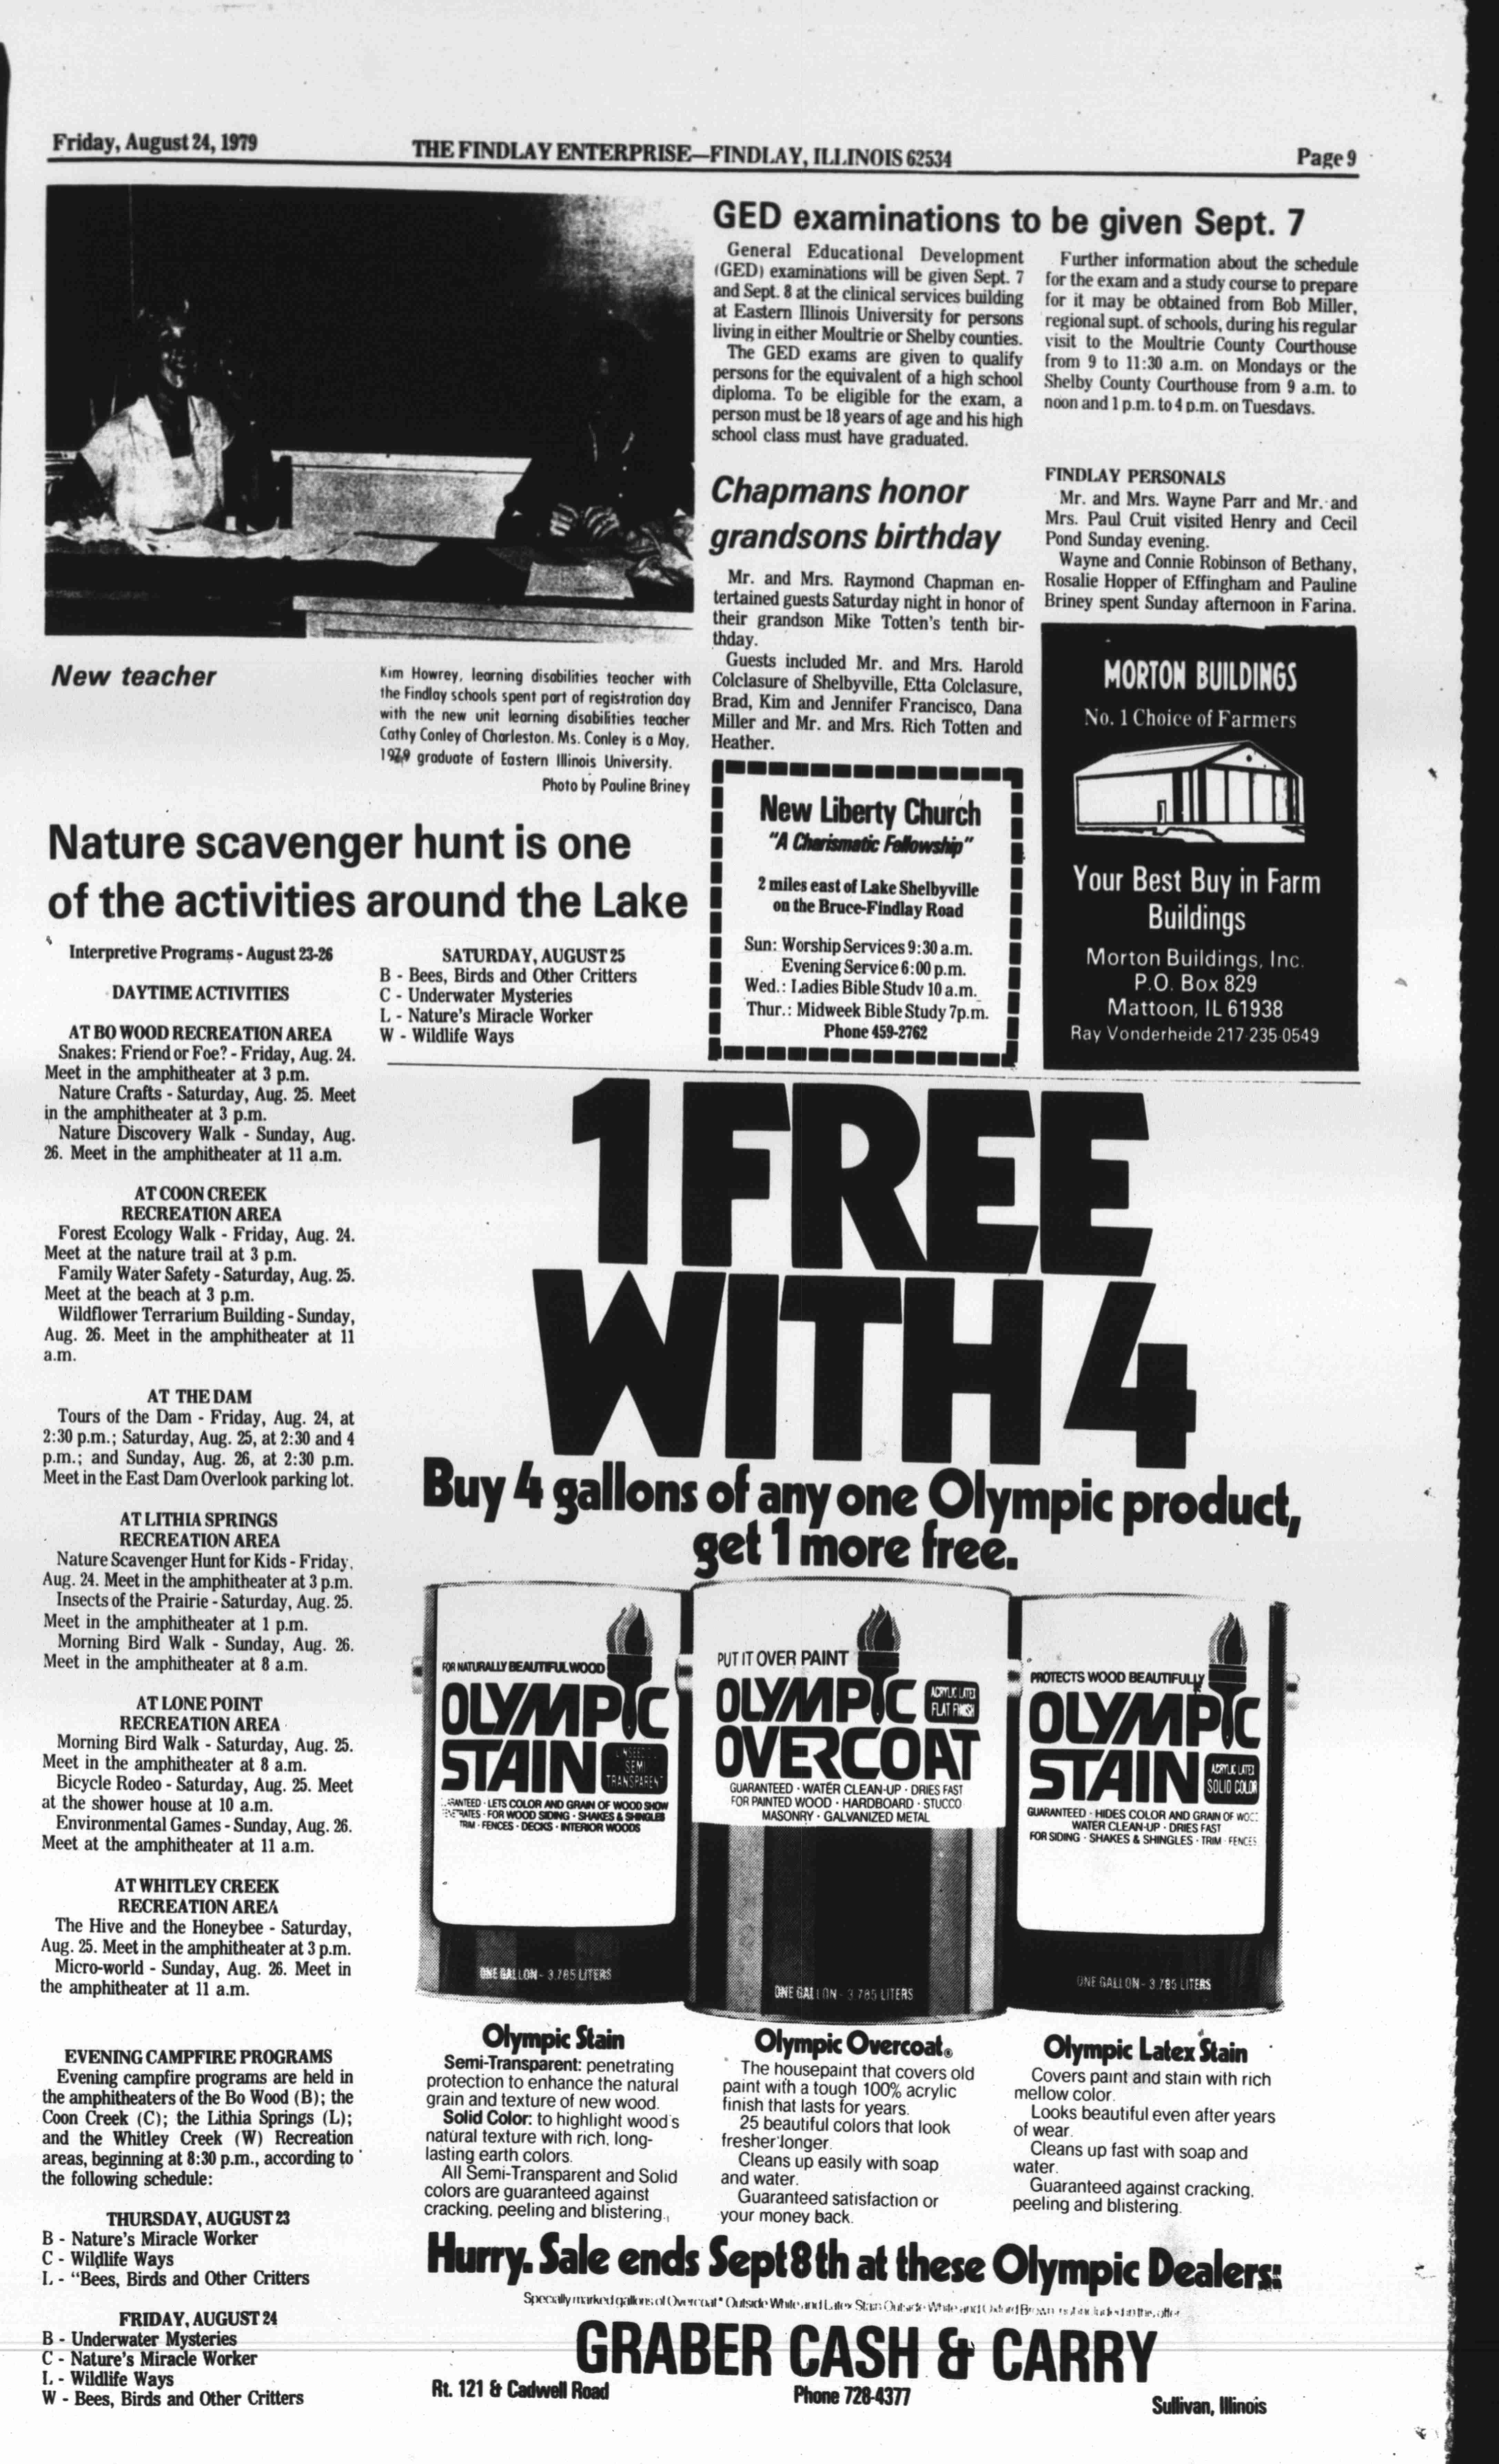 Friday, August 24, 1979
THE FINDLAY ENTERPRISE—FINDLAY, ILLINOIS 62534
Page 9
New teacher
Kim Howrey, learning disabilities teacher with
the Findlay schools spent part of registration day
with the new unit learning disabilities teacher
Cathy Conley of Charleston. Ms. Conley is a May,
1979 graduate of Eastern Illinois University.
Photo by Pauline Briney
GED examinations to be given Sept. 7
General Educational Development
(GED) examinations will be given Sept. 7
and Sept. 8 at the clinical services building
at Eastern Illinois University for persons
living in either Moultrie or Shelby counties.
The GED exams are given to qualify
persons for the equivalent of a high school
diploma. To be eligible for the exam, a
person must be 18 years of age and his high
school class must have graduated.
Further information about the schedule
for the exam and a study course to prepare
for it may be obtained from Bob Miller,
regional supt. of schools, during his regular
visit to the Moultrie County Courthouse
from 9 to 11:30 a.m. on Mondays or the
Shelby County Courthouse from 9 a.m. to
noon and 1 p.m. to 4 p.m. on Tuesdays.
Chapmans honor
grandsons birthday
Mr. and Mrs. Raymond Chapman en-
tertained guests Saturday night in honor of
their grandson Mike Totten's tenth bir-
thday.
Guests included Mr. and Mrs. Harold
Colclasure of Shelbyville, Etta Colclasure,
Brad, Kim and Jennifer Francisco, Dana
Miller and Mr. and Mrs. Rich Totten and
Heather.
FINDLAY PERSONALS
Mr. and Mrs. Wayne Parr and Mr. and
Mrs. Paul Cruit visited Henry and Cecil
Pond Sunday evening.
Wayne and Connie Robinson of Bethany,
Rosalie Hopper of Effingham and Pauline
Briney spent Sunday afternoon in Farina.
New Liberty Church
"A Charismatic Fellowship"
2 miles east of Lake Shelbyville
on the Bruce-Findlay Road
Sun: Worship Services 9:30 a.m.
Evening Service 6:00 p.m.
Wed.: Ladies Bible Study 10 a.m.
Thur.: Midweek Bible Study 7p.m.
Phone 459-2762
MORTON BUILDINGS
No. 1 Choice of Farmers
Your Best Buy in Farm
Buildings
Morton Buildings, Inc.
P.O. Box 829
Mattoon, IL 61938
Ray Vonderheide 217-235-0549
Nature scavenger hunt is one
of the activities around the Lake
Interpretive Programs - August 23-26
DAYTIME ACTIVITIES
AT BO WOOD RECREATION AREA
Snakes: Friend or Foe? - Friday, Aug. 24.
Meet in the amphitheater at 3 p.m.
Nature Crafts - Saturday, Aug. 25. Meet
in the amphitheater at 3 p.m.
Nature Discovery Walk - Sunday, Aug.
26. Meet in the amphitheater at 11 a.m.
AT COON CREEK
RECREATION AREA
Forest Ecology Walk - Friday, Aug. 24.
Meet at the nature trail at 3 p.m.
Family Water Safety - Saturday, Aug. 25.
Meet at the beach at 3 p.m.
Wildflower Terrarium Building - Sunday,
Aug. 26. Meet in the amphitheater at 11
a.m.
AT THE DAM
Tours of the Dam - Friday, Aug. 24, at
2:30 p.m.; Saturday, Aug. 25, at 2:30 and 4
p.m.; and Sunday, Aug. 26, at 2:30 p.m.
Meet in the East Dam Overlook parking lot.
AT LITHIA SPRINGS
RECREATION AREA
Nature Scavenger Hunt for Kids - Friday,
Aug. 24. Meet in the amphitheater at 3 p.m.
Insects of the Prairie - Saturday, Aug. 25.
Meet in the amphitheater at 1 p.m.
Morning Bird Walk - Sunday, Aug. 26.
Meet in the amphitheater at 8 a.m.
AT LONE POINT
RECREATION AREA
Morning Bird Walk - Saturday, Aug. 25.
Meet in the amphitheater at 8 a.m.
Bicycle Rodeo - Saturday, Aug. 25. Meet
at the shower house at 10 a.m.
Environmental Games - Sunday, Aug. 26.
Meet at the amphitheater at 11 a.m.
AT WHITLEY CREEK
RECREATION AREA
The Hive and the Honeybee - Saturday,
Aug. 25. Meet in the amphitheater at 3 p.m.
Micro-world - Sunday, Aug. 26. Meet in
the amphitheater at 11 a.m.
EVENING CAMPFIRE PROGRAMS
Evening campfire programs are held in
the amphitheaters of the Bo Wood (B); the
Coon Creek (C); the Lithia Springs (L);
and the Whitley Creek (W) Recreation
areas, beginning at 8:30 p.m., according to
the following schedule:
THURSDAY, AUGUST 23
B - Nature's Miracle Worker
C - Wildlife Ways
L - "Bees, Birds and Other Critters
FRIDAY, AUGUST 24
B - Underwater Mysteries
C - Nature's Miracle Worker
L - Wildlife Ways
W - Bees, Birds and Other Critters
SATURDAY, AUGUST 25
B - Bees, Birds and Other Critters
C - Underwater Mysteries
L - Nature's Miracle Worker
W - Wildlife Ways
1 FREE
WITH 4
Buy 4 gallons of any one Olympic product,
get 1 more free.
FOR NATURALLY BEAUTIFUL WOOD
OLYMPIC
STAIN
SEMI
TRANSPARENT
LETS COLOR AND GRAIN OF WOOD SHOW
FOR WOOD SIDING · SHAKES & SHINGLES
TRIM · FENCES · DECKS · INTERIOR WOODS
ONE GALLON - 3.785 LITERS
PUT IT OVER PAINT
OLYMPIC
ACRYLIC LATEX
FLAT FINISH
OVERCOAT
GUARANTEED · WATER CLEAN-UP · DRIES FAST
FOR PAINTED WOOD · HARDBOARD · STUCCO
MASONRY · GALVANIZED METAL
ONE GALLON - 3.785 LITERS
PROTECTS WOOD BEAUTIFULLY
OLYMPIC
STAIN
ACRYLIC LATEX
SOLID COLOR
GUARANTEED · HIDES COLOR AND GRAIN OF WOOD
WATER CLEAN-UP · DRIES FAST
FOR SIDING · SHAKES & SHINGLES · TRIM · FENCES
ONE GALLON - 3.785 LITERS
Olympic Stain
Semi-Transparent: penetrating
protection to enhance the natural
grain and texture of new wood.
Solid Color: to highlight wood's
natural texture with rich, long-
lasting earth colors.
All Semi-Transparent and Solid
colors are guaranteed against
cracking, peeling and blistering.
Olympic Overcoat®
The housepaint that covers old
paint with a tough 100% acrylic
finish that lasts for years.
25 beautiful colors that look
fresher longer.
Cleans up easily with soap
and water.
Guaranteed satisfaction or
your money back.
Olympic Latex Stain
Covers paint and stain with rich
mellow color.
Looks beautiful even after years
of wear.
Cleans up fast with soap and
water.
Guaranteed against cracking,
peeling and blistering.
Hurry. Sale ends Sept 8th at these Olympic Dealers:
Specially marked gallons of Overcoat® Outside White and Latex Stain Outside White and Oxford Brown not included in this offer
GRABER CASH & CARRY
Rt. 121 & Cadwell Road
Phone 728-4377
Sullivan, Illinois